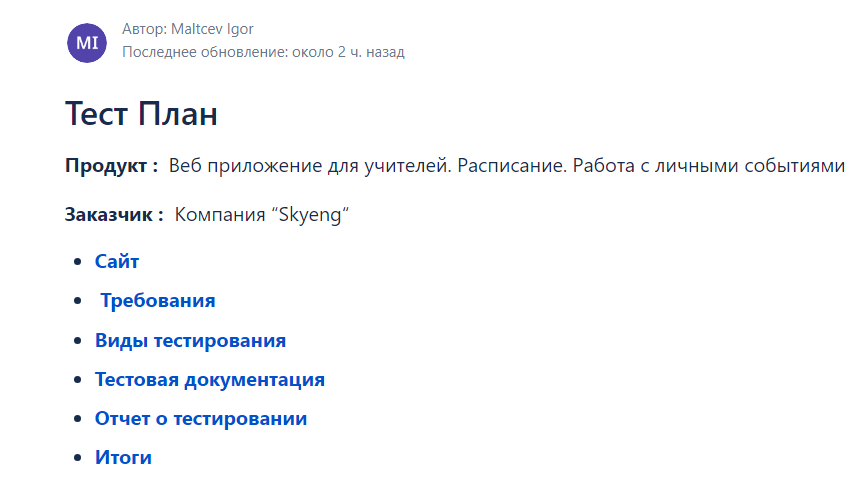 MI
Автор: Maltcev Igor
Последнее обновление: около 2 ч. назад
Тест План
Продукт : Веб приложение для учителей. Расписание. Работа с личными событиями
Заказчик : Компания “Skyeng“
Сайт
Требования
Виды тестирования
Тестовая документация
Отчет о тестировании
Итоги